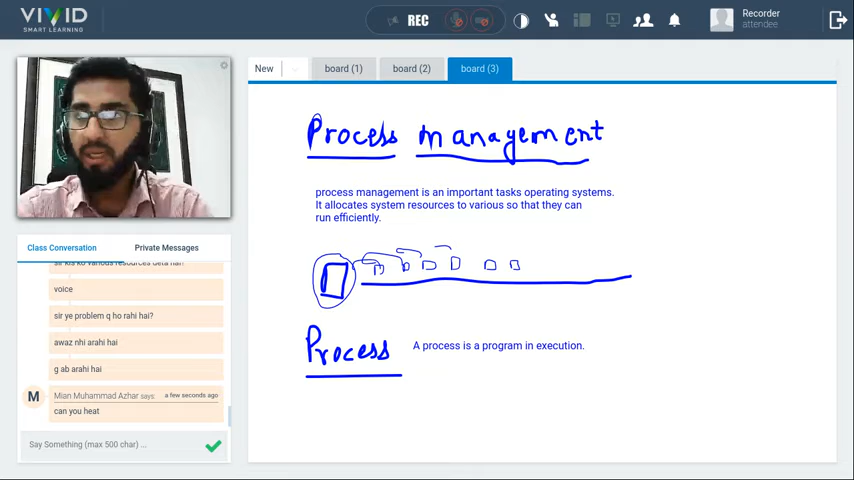 VIVID
SMART LEARNING
REC
Recorder
attendee
New
board (1)
board (2)
board (3)
Process management
process management is an important tasks operating systems.
It allocates system resources to various so that they can
run efficiently.
Process
A process is a program in execution.
Class Conversation
Private Messages
voice
sir ye problem q ho rahi hai?
awaz nhi arahi hai
g ab arahi hai
M
Mian Muhammad Azhar says:
a few seconds ago
can you heat
Say Something (max 500 char) ...